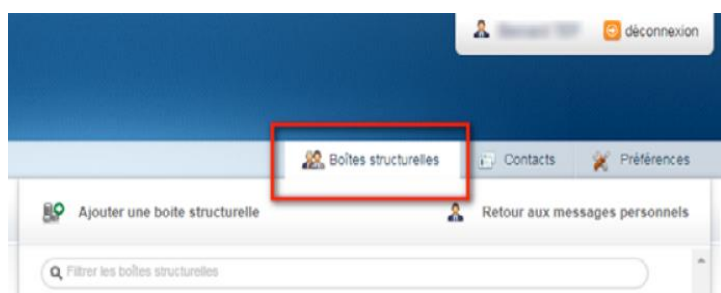 déconnexion
Boîtes structurelles Contacts Préférences
Ajouter une boite structurelle Retour aux messages personnels
Filtrer les boîtes structurelles